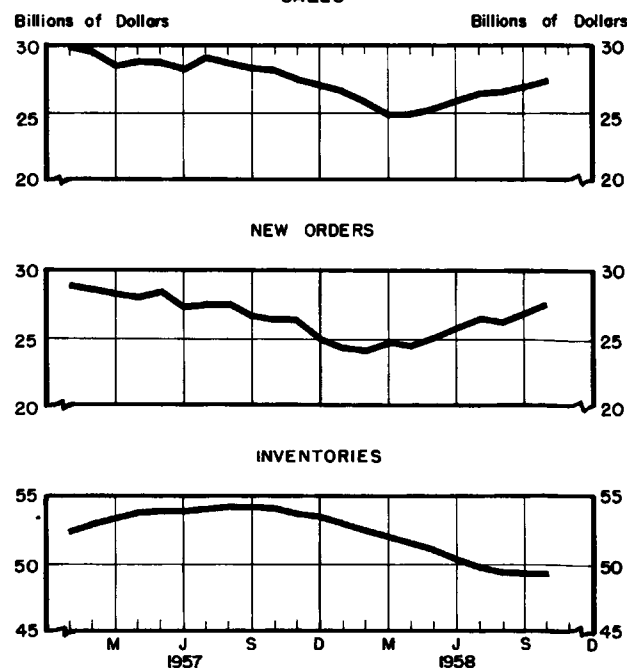 Billions of Dollars Billions of Dollars
30 30
25 25
20 20
NEW ORDERS
30 30
25 25
20 20
INVENTORIES
55 55
50 50
45 45
M J S D M J S D
1957 1958